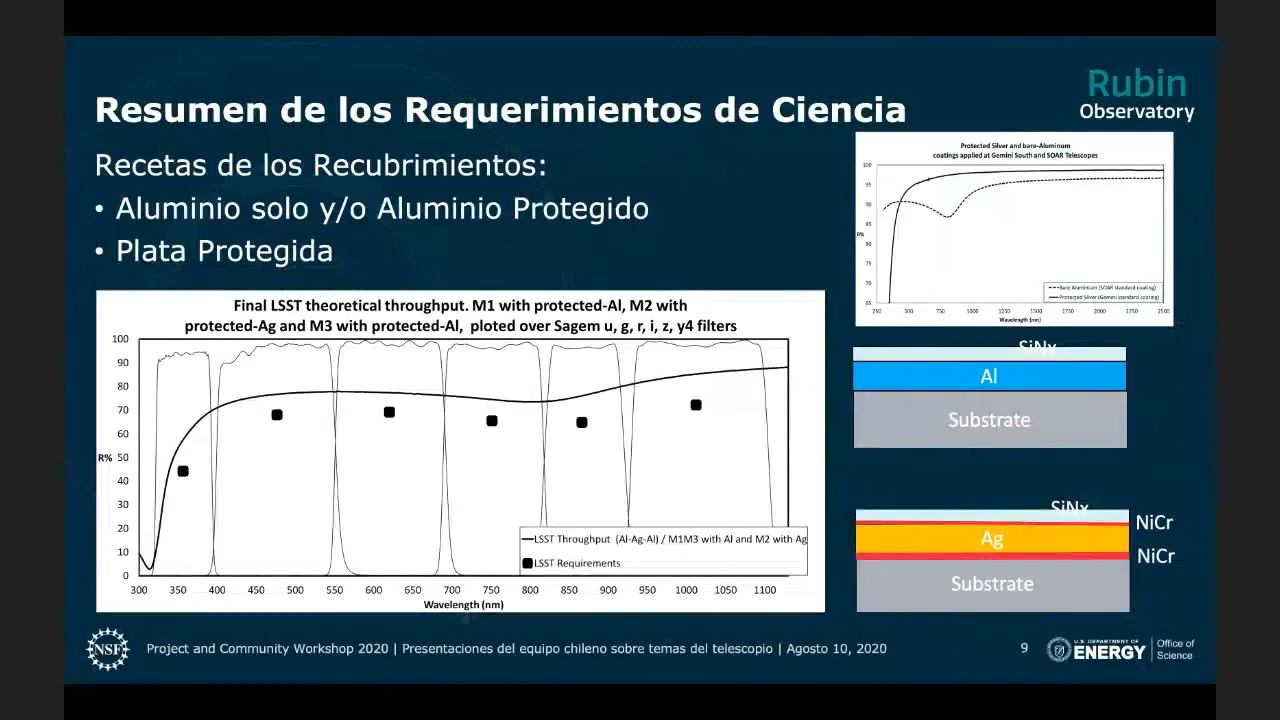 Rubin
Observatory
Resumen de los Requerimientos de Ciencia
Recetas de los Recubrimientos:
• Aluminio solo y/o Aluminio Protegido
• Plata Protegida
Protected Silver and bare-Aluminum
coatings applied at Gemini South and SOAR Telescopes
100
95
90
85
R%
80
75
70
65
250 500 750 1000 1250 1500 1750 2000 2250 2500
Wavelength (nm)
Bare Aluminium (SOAR standard coating)
Protected Silver (Gemini standard coating)
Final LSST theoretical throughput. M1 with protected-Al, M2 with
protected-Ag and M3 with protected-Al, ploted over Sagem u, g, r, i, z, y4 filters
100
90
80
70
60
R% 50
40
30
20
10
0
300 350 400 450 500 550 600 650 700 750 800 850 900 950 1000 1050 1100
Wavelength (nm)
LSST Throughput (Al-Ag-Al) / M1M3 with Al and M2 with Ag
LSST Requirements
SiNx
Al
Substrate
SiNx
NiCr
Ag
NiCr
Substrate
NSF
Project and Community Workshop 2020 | Presentaciones del equipo chileno sobre temas del telescopio | Agosto 10, 2020
9
U.S. DEPARTMENT OF
ENERGY
Office of
Science